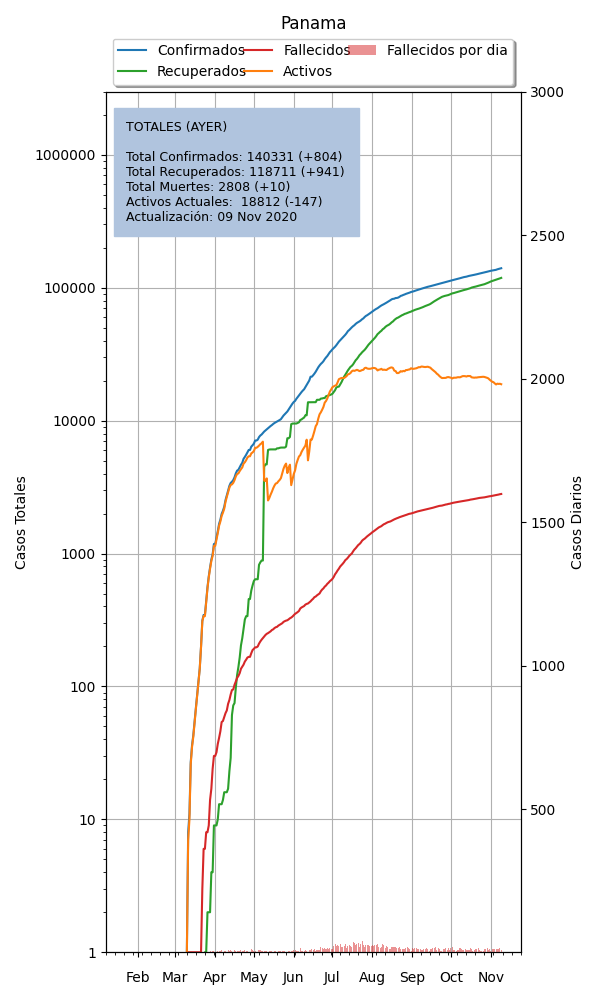 Panama
Confirmados Fallecidos Fallecidos por dia
Recuperados Activos
3000
TOTALES (AYER)
Total Confirmados: 140331 (+804)
Total Recuperados: 118711 (+941)
Total Muertes: 2808 (+10)
Activos Actuales: 18812 (-147)
Actualización: 09 Nov 2020
1000000
2500
100000
2000
10000
Casos Totales
Casos Diarios
1500
1000
1000
100
500
10
1
Feb Mar Apr May Jun Jul Aug Sep Oct Nov